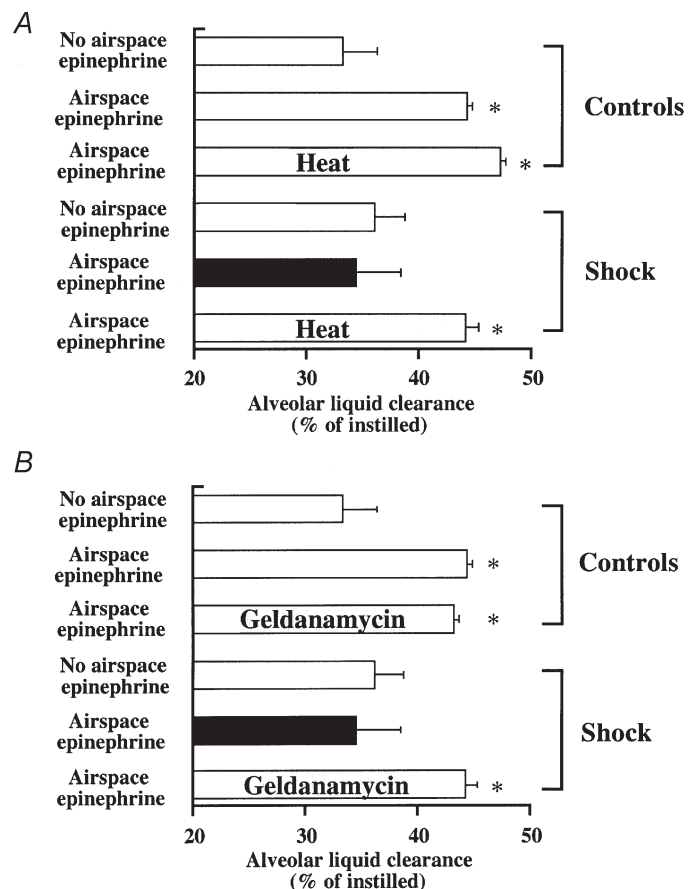 A
No airspace
epinephrine
Airspace
epinephrine
*
Controls
Airspace
epinephrine
Heat
*
No airspace
epinephrine
Airspace
epinephrine
Shock
Airspace
epinephrine
Heat
*
20 30 40 50
Alveolar liquid clearance
(% of instilled)
B
No airspace
epinephrine
Airspace
epinephrine
*
Controls
Airspace
epinephrine
Geldanamycin
*
No airspace
epinephrine
Airspace
epinephrine
Shock
Airspace
epinephrine
Geldanamycin
*
20 30 40 50
Alveolar liquid clearance
(% of instilled)